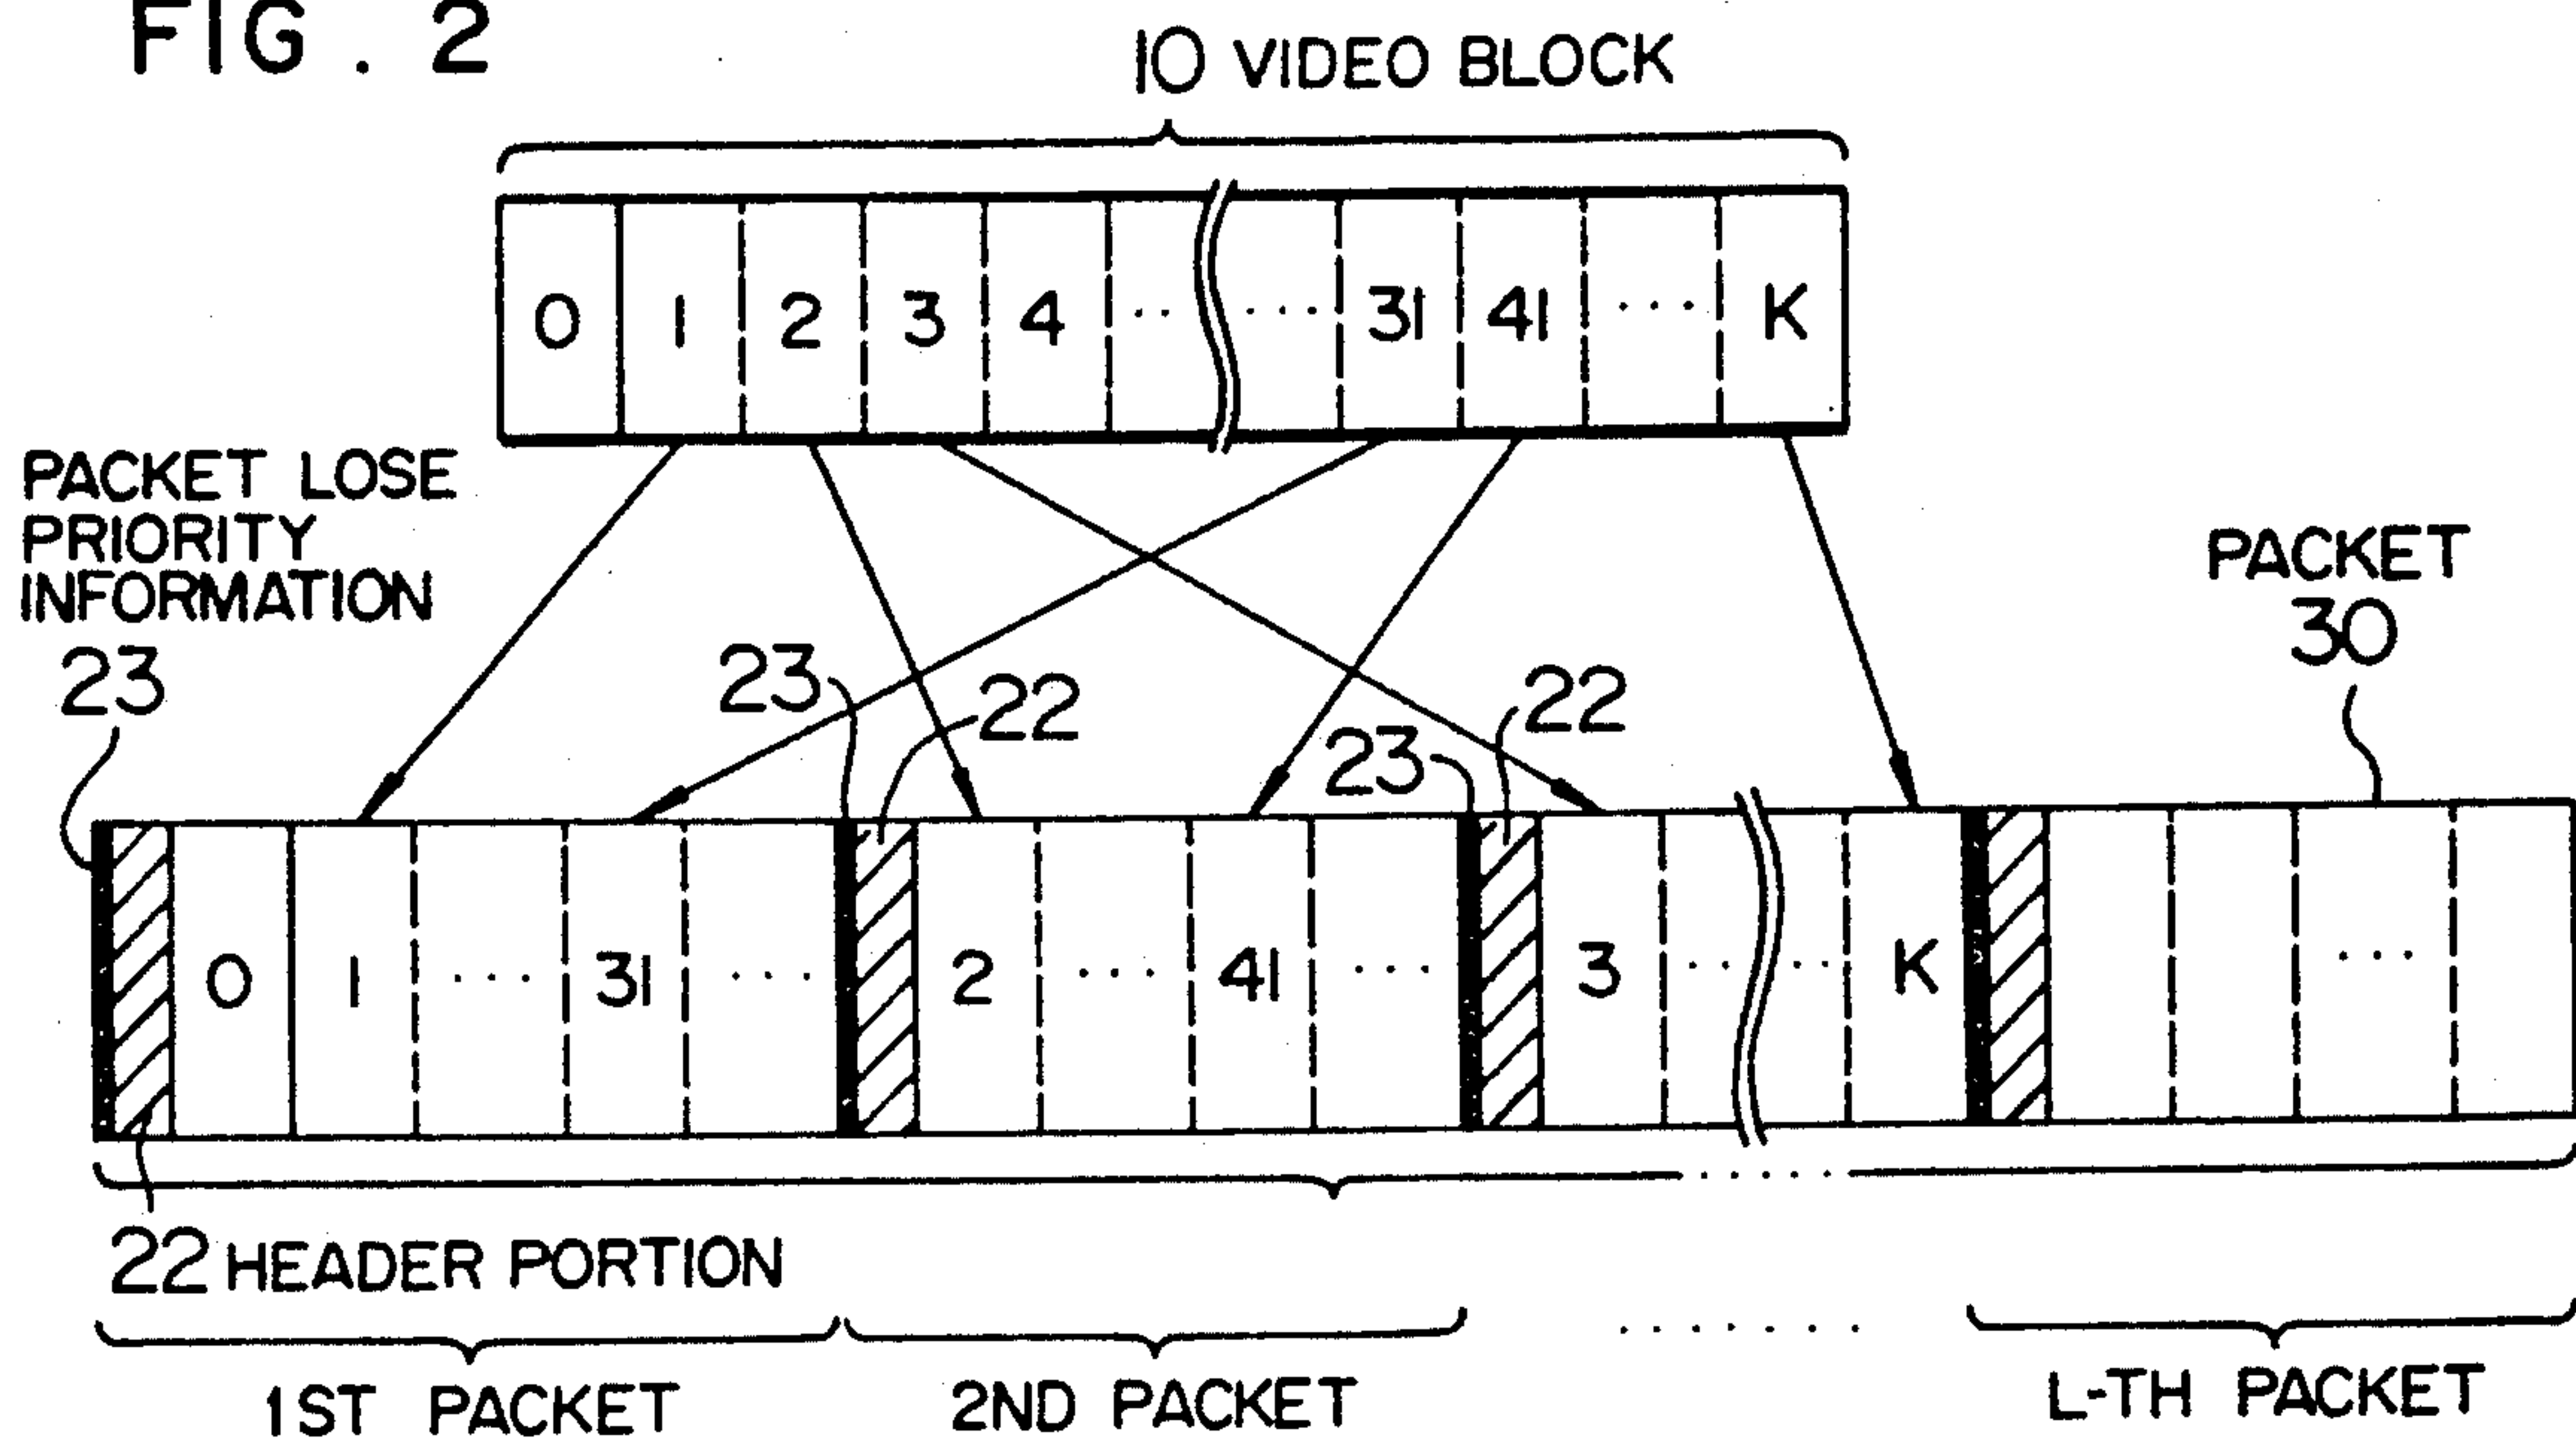 FIG. 2
10 VIDEO BLOCK
0 1 2 3 4 ·· ··· 31 41 ··· K
PACKET LOSE
PRIORITY
INFORMATION
23
PACKET
30
23 22 23 22
0 1 ··· 31 ··· 2 ··· 41 ··· 3 ·· ·· K ···
22 HEADER PORTION
1ST PACKET 2ND PACKET ······· L-TH PACKET